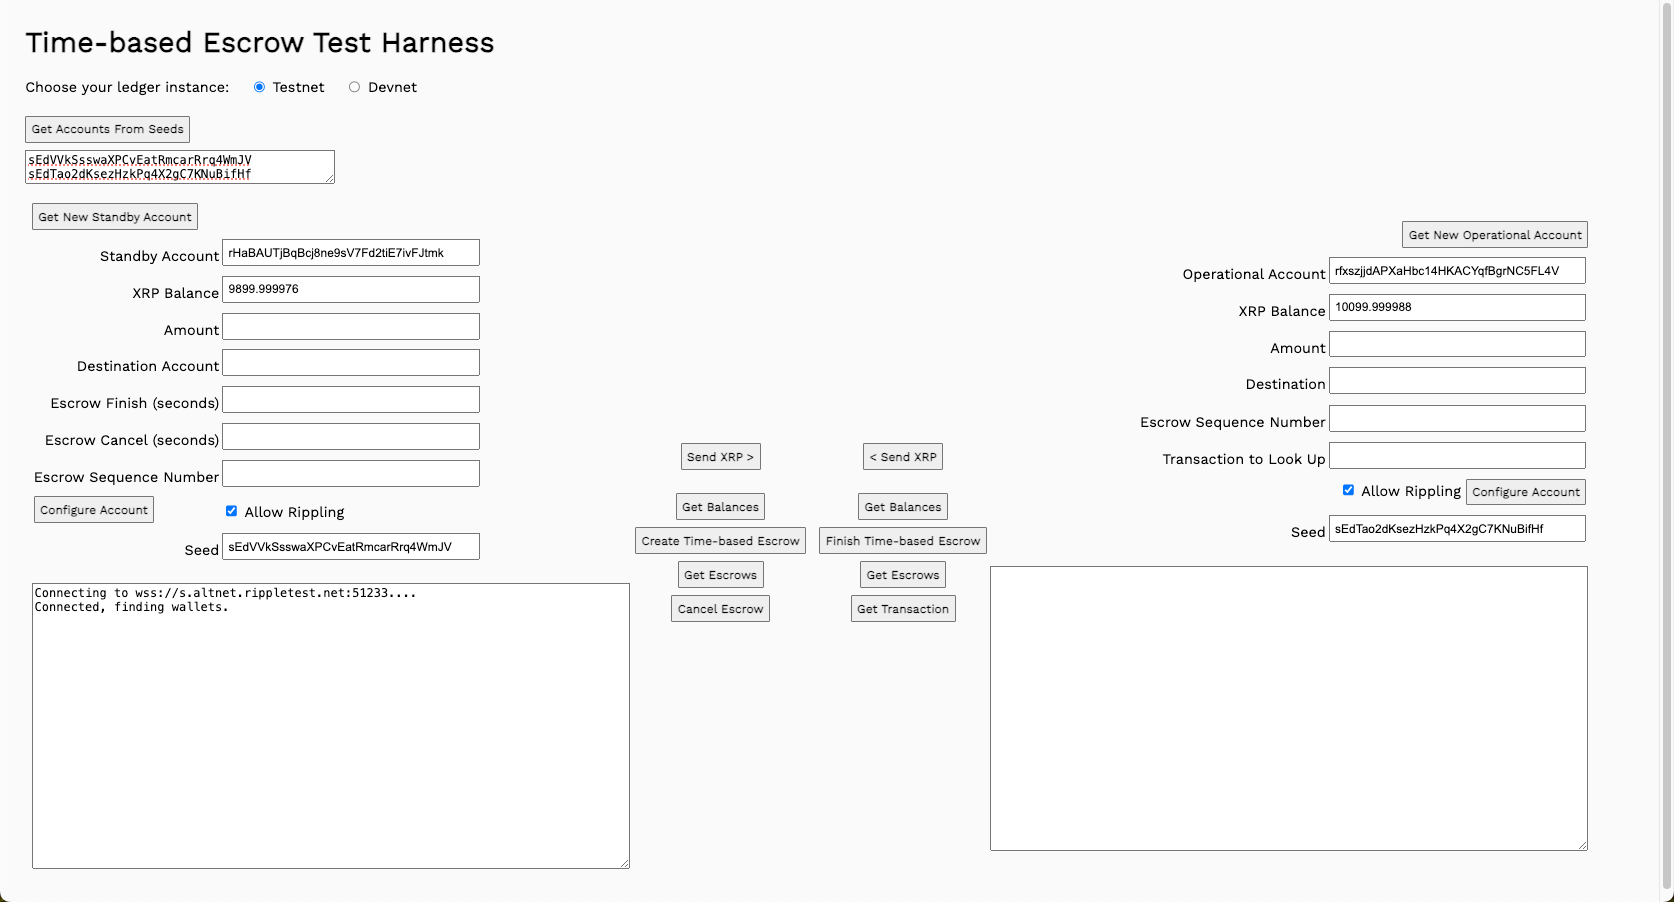 Time-based Escrow Test Harness
Choose your ledger instance: Testnet Devnet
Get Accounts From Seeds
sEdVVkSsswaXPCvEatRmcarRrq4WmJV
sEdTao2dKsezHzkPq4X2gC7KNuBifHf
Get New Standby Account
Standby Account rHaBAUTjBqBcj8ne9sV7Fd2tiE7ivFJtmk
XRP Balance 9899.999976
Amount
Destination Account
Escrow Finish (seconds)
Escrow Cancel (seconds)
Escrow Sequence Number
Configure Account Allow Rippling
Seed sEdVVkSsswaXPCvEatRmcarRrq4WmJV
Connecting to wss://s.altnet.rippletest.net:51233....
Connected, finding wallets.
Send XRP > < Send XRP
Get Balances Get Balances
Create Time-based Escrow Finish Time-based Escrow
Get Escrows Get Escrows
Cancel Escrow Get Transaction
Get New Operational Account
Operational Account rfxszjjdAPXaHbc14HKACYqfBgrNC5FL4V
XRP Balance 10099.999988
Amount
Destination
Escrow Sequence Number
Transaction to Look Up
Allow Rippling Configure Account
Seed sEdTao2dKsezHzkPq4X2gC7KNuBifHf